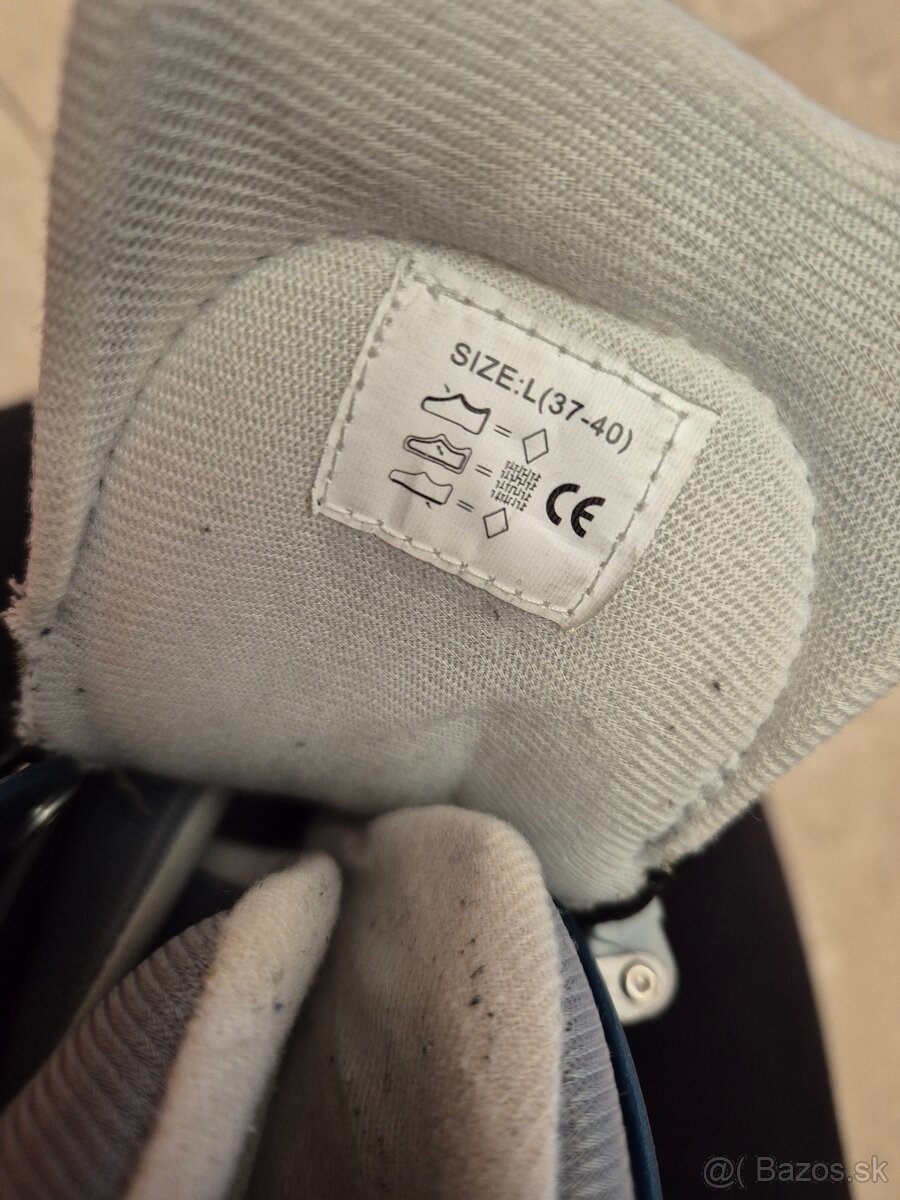 SIZE:L(37-40)
=
=
= CE
@( Bazos.sk